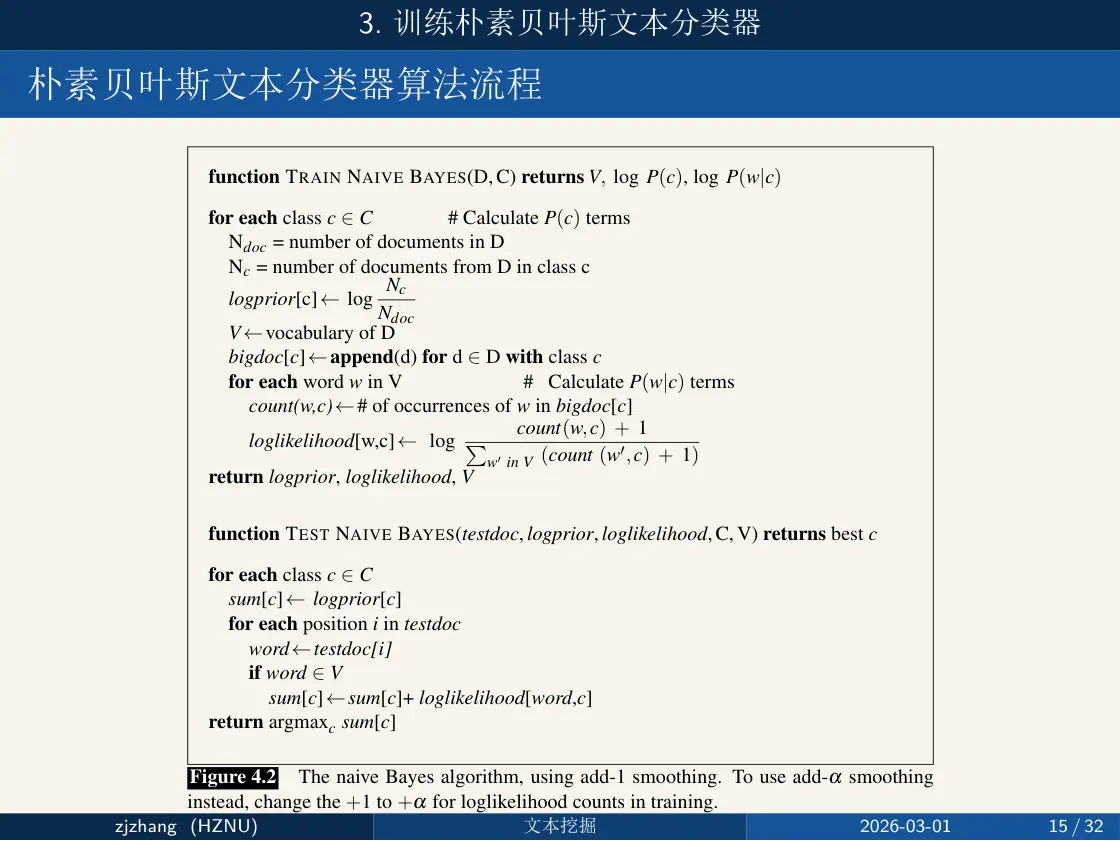 3. 训练朴素贝叶斯文本分类器
朴素贝叶斯文本分类器算法流程
function TRAIN NAIVE BAYES(D, C) returns V, log P(c), log P(w|c)
for each class c ∈ C # Calculate P(c) terms
N_doc = number of documents in D
N_c = number of documents from D in class c
logprior[c] ← log N_c / N_doc
V ← vocabulary of D
bigdoc[c] ← append(d) for d ∈ D with class c
for each word w in V # Calculate P(w|c) terms
count(w,c) ← # of occurrences of w in bigdoc[c]
loglikelihood[w,c] ← log count(w,c) + 1 / ∑_{w′ in V} (count (w′,c) + 1)
return logprior, loglikelihood, V
function TEST NAIVE BAYES(testdoc, logprior, loglikelihood, C, V) returns best c
for each class c ∈ C
sum[c] ← logprior[c]
for each position i in testdoc
word ← testdoc[i]
if word ∈ V
sum[c] ← sum[c]+ loglikelihood[word,c]
return argmax_c sum[c]
Figure 4.2 The naive Bayes algorithm, using add-1 smoothing. To use add-α smoothing
instead, change the +1 to +α for loglikelihood counts in training.
zjzhang (HZNU) 文本挖掘 2026-03-01 15 / 32